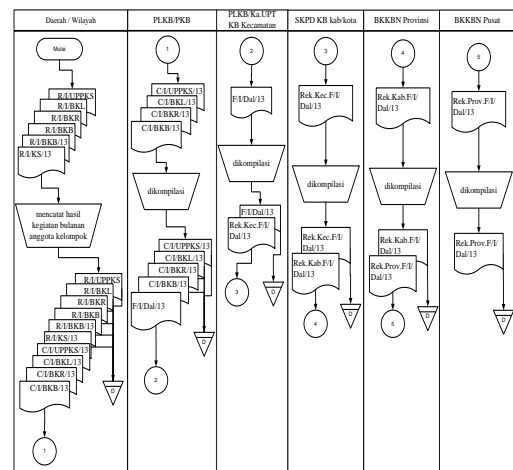 Daerah / Wilayah
Mulai
R/I/UPPKS
R/I/BKL
R/I/BKR
R/I/BKB
R/I/BKB/13
R/I/KS/13
mencatat hasil
kegiatan bulanan
anggota kelompok
R/I/UPPKS
R/I/BKL
R/I/BKR
R/I/BKB
R/I/BKB/13
R/I/KS/13
C/I/UPPKS/13
C/I/BKL/13
C/I/BKR/13
C/I/BKB/13
D
1
PLKB/PKB
1
C/I/UPPKS/13
C/I/BKL/13
C/I/BKR/13
C/I/BKB/13
dikompilasi
C/I/UPPKS/13
C/I/BKL/13
C/I/BKR/13
C/I/BKB/13
F/I/Dal/13
D
2
PLKB/Ka.UPT
KB Kecamatan
2
F/I/Dal/13
dikompilasi
F/I/Dal/13
Rek.Kec.F/I/
Dal/13
D
3
SKPD KB kab/kota
3
Rek.Kec.F/I/
Dal/13
dikompilasi
Rek.Kec.F/I/
Dal/13
Rek.Kab.F/I/
Dal/13
D
4
BKKBN Provinsi
4
Rek.Kab.F/I/
Dal/13
dikompilasi
Rek.Kab.F/I/
Dal/13
Rek.Prov.F/I/
Dal/13
D
5
BKKBN Pusat
5
Rek.Prov.F/I/
Dal/13
dikompilasi
Rek.Prov.F/I/
Dal/13
D